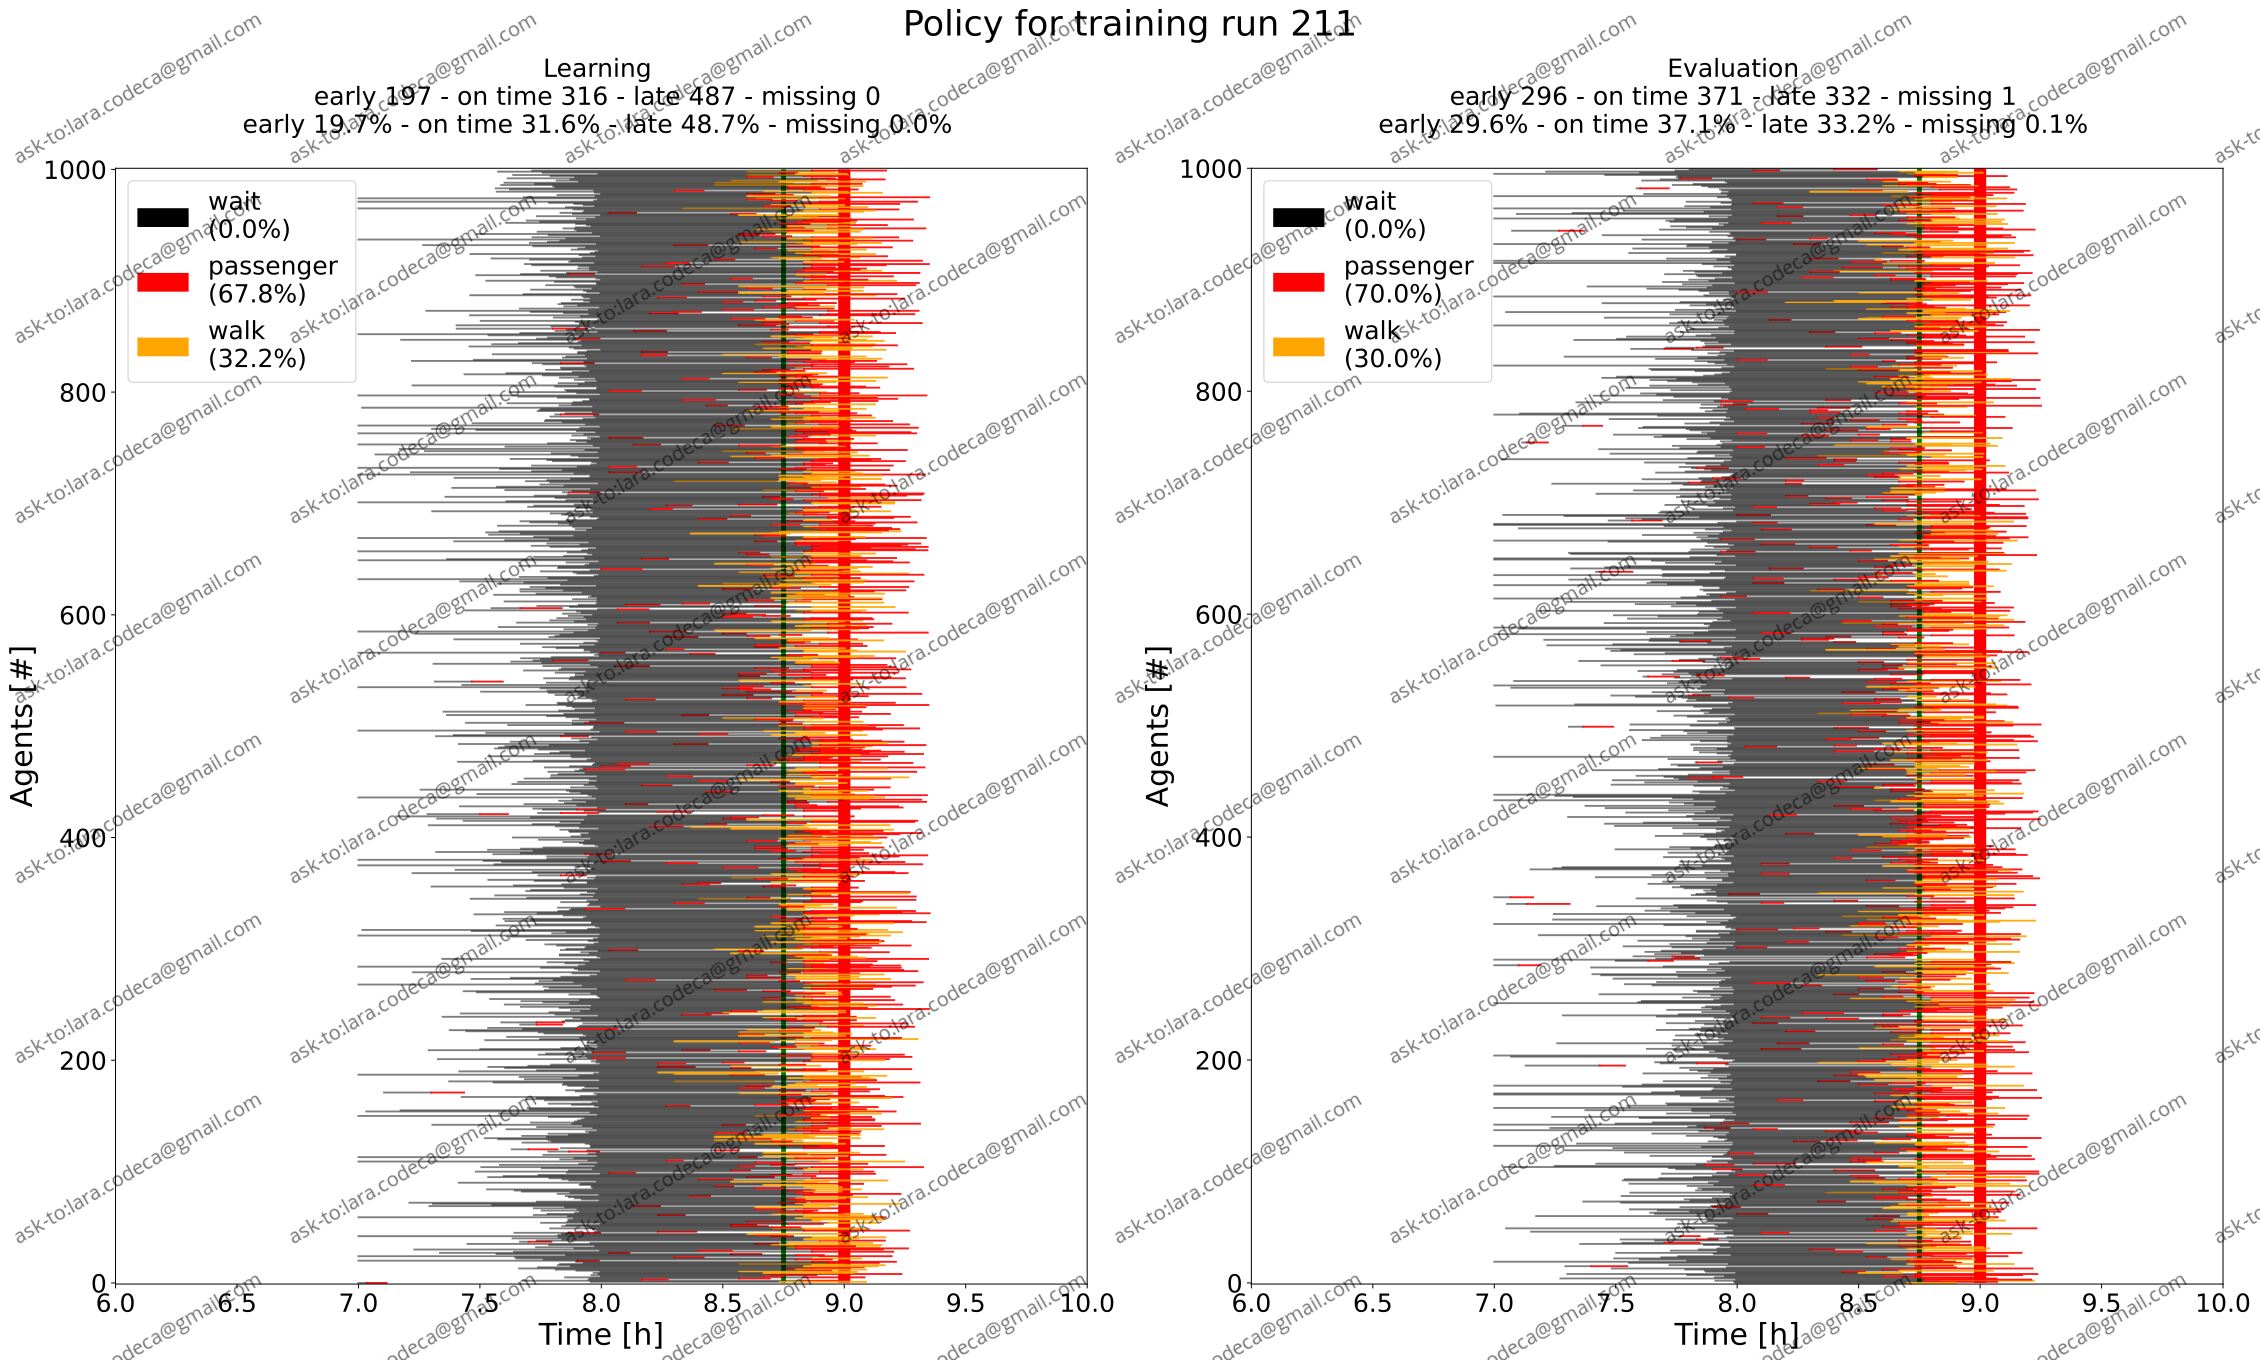 Policy for training run 211
Learning
early 197 - on time 316 - late 487 - missing 0
early 19.7% - on time 31.6% - late 48.7% - missing 0.0%
wait
(0.0%)
passenger
(67.8%)
walk
(32.2%)
Agents [#]
1000
800
600
400
200
0
6.0 6.5 7.0 7.5 8.0 8.5 9.0 9.5 10.0
Time [h]
Evaluation
early 296 - on time 371 - late 332 - missing 1
early 29.6% - on time 37.1% - late 33.2% - missing 0.1%
wait
(0.0%)
passenger
(70.0%)
walk
(30.0%)
Agents [#]
1000
800
600
400
200
0
6.0 6.5 7.0 7.5 8.0 8.5 9.0 9.5 10.0
Time [h]
ask-to:lara.codeca@gmail.com